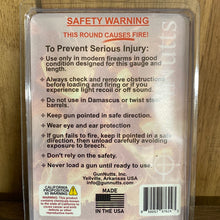 SAFETY WARNING
THIS ROUND CAUSES FIRE!
To Prevent Serious Injury:
• Use only in modern firearms in good
condition designed for this gauge and
length.
• Always check and remove obstructions
before loading and firing or if you
experience light recoil or off sound.
• Do not use in Damascus or twist steel
barrels.
• Keep gun pointed in safe direction.
• Wear eye and ear protection
• If gun fails to fire, keep it pointed in a
safe direction, then unload carefully avoiding
exposure to breech.
• Don't rely on the safety.
• Never load a gun until ready to use.
GunNutts, Inc
Yellville, Arkansas USA
info@gunnutts.com
CALIFORNIA
PROPOSITION
65 WARNING
MADE
IN THE USA